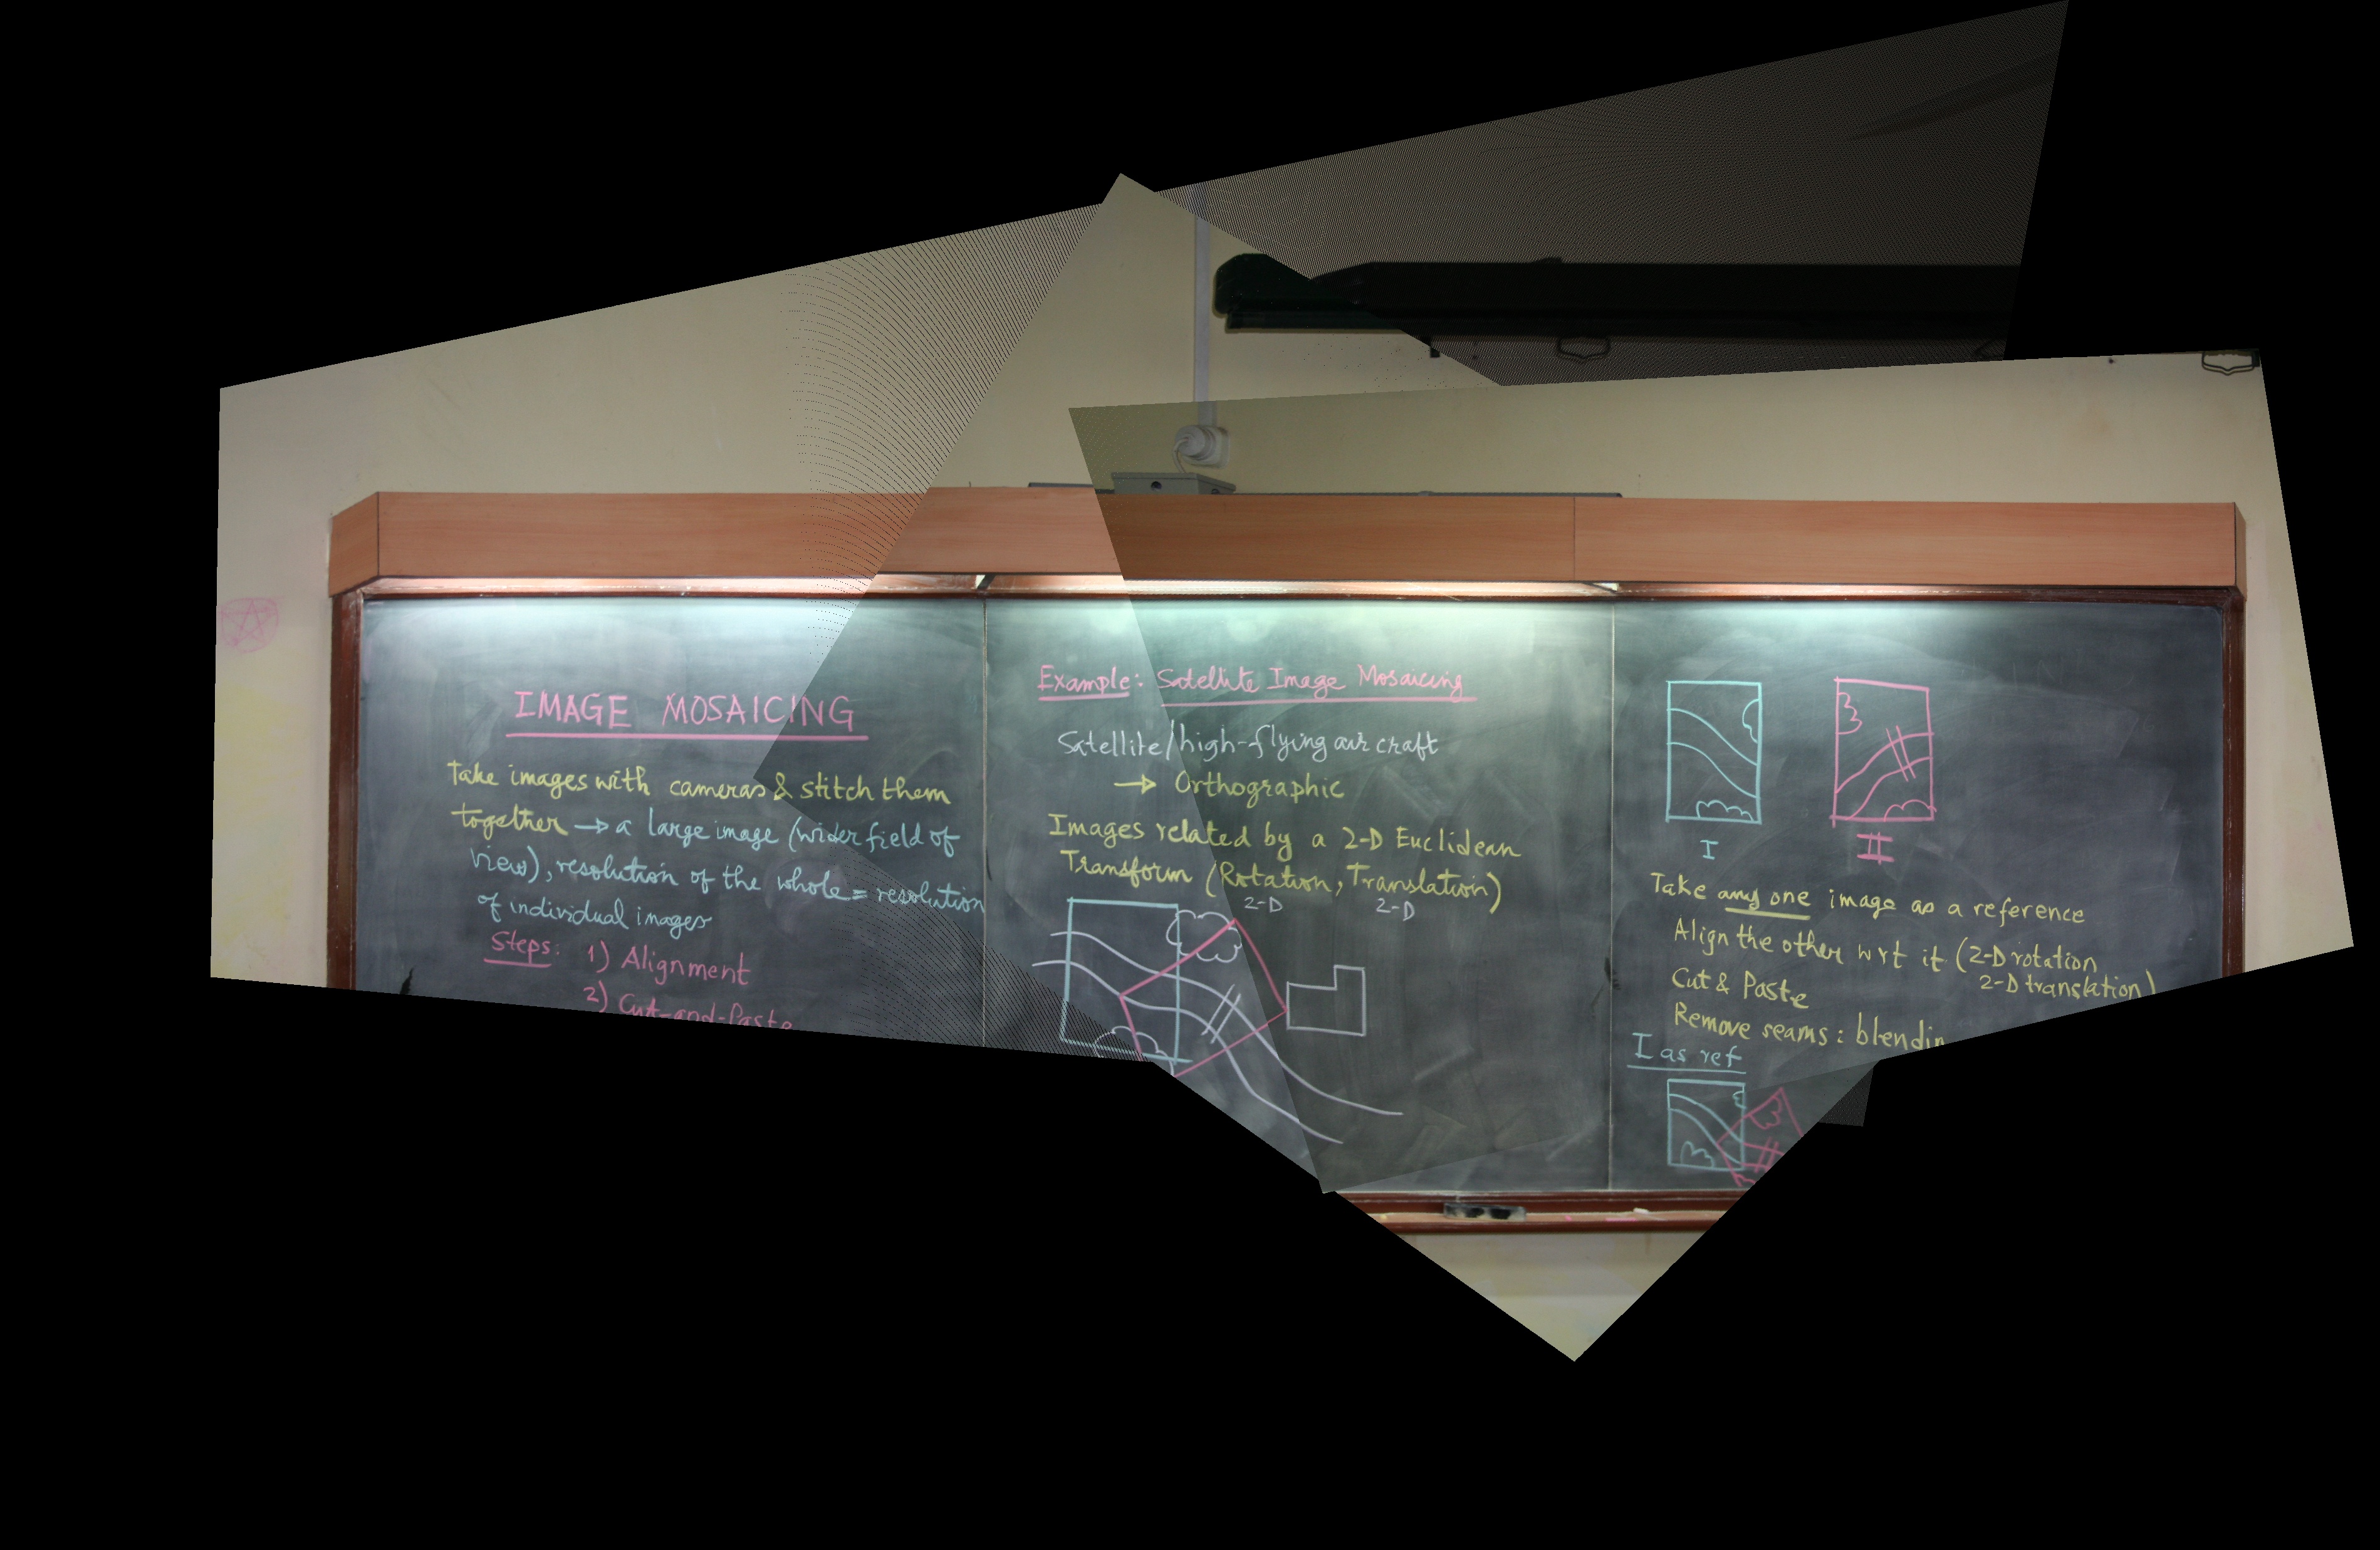 IMAGE MOSAICING
Take images with cameras & stitch them
together → a large image (wider field of
view), resolution of the whole = resolution
of individual images
Steps: 1) Alignment
2) Cut-and-Paste
Example: Satellite Image Mosaicing
Satellite/high-flying air craft
→ Orthographic
Images related by a 2-D Euclidean
Transform (Rotation, Translation)
2-D 2-D
I II
Take any one image as a reference
Align the other wrt it (2-D rotation
2-D translation)
Cut & Paste
Remove seams: blendin
I as ref